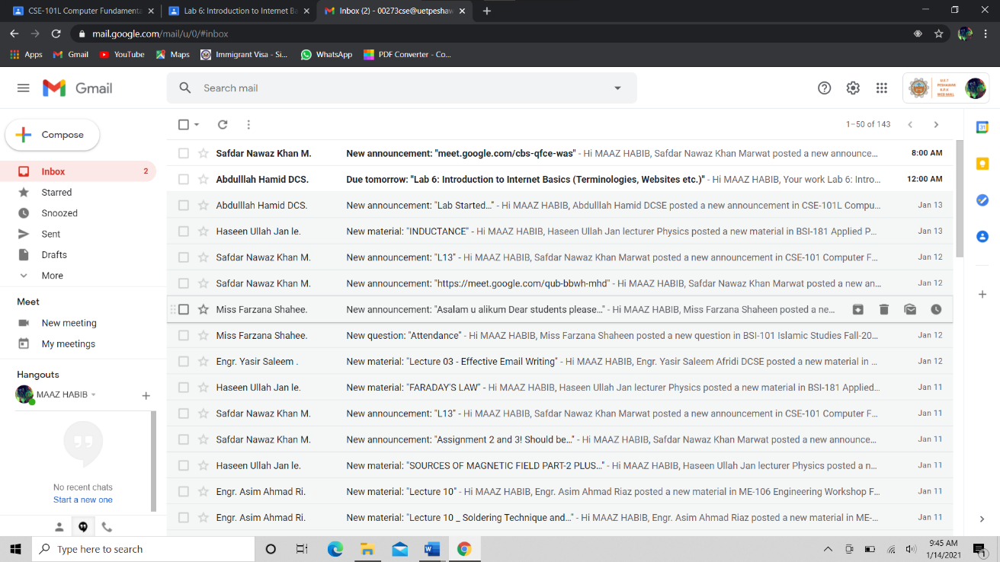 CSE-101L Computer Fundamenta
Lab 6: Introduction to Internet Ba
Inbox (2) - 00273cse@uetpeshaw
mail.google.com/mail/u/0/#inbox
Apps Gmail YouTube Maps Immigrant Visa - Si... WhatsApp PDF Converter - Co...
Gmail
Search mail
U.E.T
PESHAWAR
K.P.K
WEB MAIL
Compose
1–50 of 143
Inbox 2
Starred
Snoozed
Sent
Drafts
More
Meet
New meeting
My meetings
Hangouts
MAAZ HABIB
No recent chats
Start a new one
Safdar Nawaz Khan M. New announcement: "meet.google.com/cbs-qfce-was" - Hi MAAZ HABIB, Safdar Nawaz Khan Marwat posted a new announce... 8:00 AM
Abdulllah Hamid DCS. Due tomorrow: "Lab 6: Introduction to Internet Basics (Terminologies, Websites etc.)" - Hi MAAZ HABIB, Your work Lab 6: Intro... 12:00 AM
Abdulllah Hamid DCS. New announcement: "Lab Started..." - Hi MAAZ HABIB, Abdulllah Hamid DCSE posted a new announcement in CSE-101L Compu... Jan 13
Haseen Ullah Jan le. New material: "INDUCTANCE" - Hi MAAZ HABIB, Haseen Ullah Jan lecturer Physics posted a new material in BSI-181 Applied P... Jan 13
Safdar Nawaz Khan M. New announcement: "L13" - Hi MAAZ HABIB, Safdar Nawaz Khan Marwat posted a new announcement in CSE-101 Computer F... Jan 12
Safdar Nawaz Khan M. New announcement: "https://meet.google.com/qub-bbwh-mhd" - Hi MAAZ HABIB, Safdar Nawaz Khan Marwat posted a new an... Jan 12
Miss Farzana Shahee. New announcement: "Asalam u alikum Dear students please..." - Hi MAAZ HABIB, Miss Farzana Shaheen posted a ne...
Miss Farzana Shahee. New question: "Attendance" - Hi MAAZ HABIB, Miss Farzana Shaheen posted a new question in BSI-101 Islamic Studies Fall-20... Jan 12
Engr. Yasir Saleem . New material: "Lecture 03 - Effective Email Writing" - Hi MAAZ HABIB, Engr. Yasir Saleem Afridi DCSE posted a new material in ... Jan 12
Haseen Ullah Jan le. New material: "FARADAY'S LAW" - Hi MAAZ HABIB, Haseen Ullah Jan lecturer Physics posted a new material in BSI-181 Applied... Jan 11
Safdar Nawaz Khan M. New announcement: "L13" - Hi MAAZ HABIB, Safdar Nawaz Khan Marwat posted a new announcement in CSE-101 Computer F... Jan 11
Safdar Nawaz Khan M. New announcement: "Assignment 2 and 3! Should be..." - Hi MAAZ HABIB, Safdar Nawaz Khan Marwat posted a new announce... Jan 11
Haseen Ullah Jan le. New material: "SOURCES OF MAGNETIC FIELD PART-2 PLUS..." - Hi MAAZ HABIB, Haseen Ullah Jan lecturer Physics posted a n... Jan 11
Engr. Asim Ahmad Ri. New material: "Lecture 10" - Hi MAAZ HABIB, Engr. Asim Ahmad Riaz posted a new material in ME-106 Engineering Workshop F... Jan 11
Engr. Asim Ahmad Ri. New material: "Lecture 10 _ Soldering Technique and..." - Hi MAAZ HABIB, Engr. Asim Ahmad Riaz posted a new material in ME-... Jan 11
31
Type here to search
9:45 AM
1/14/2021
1